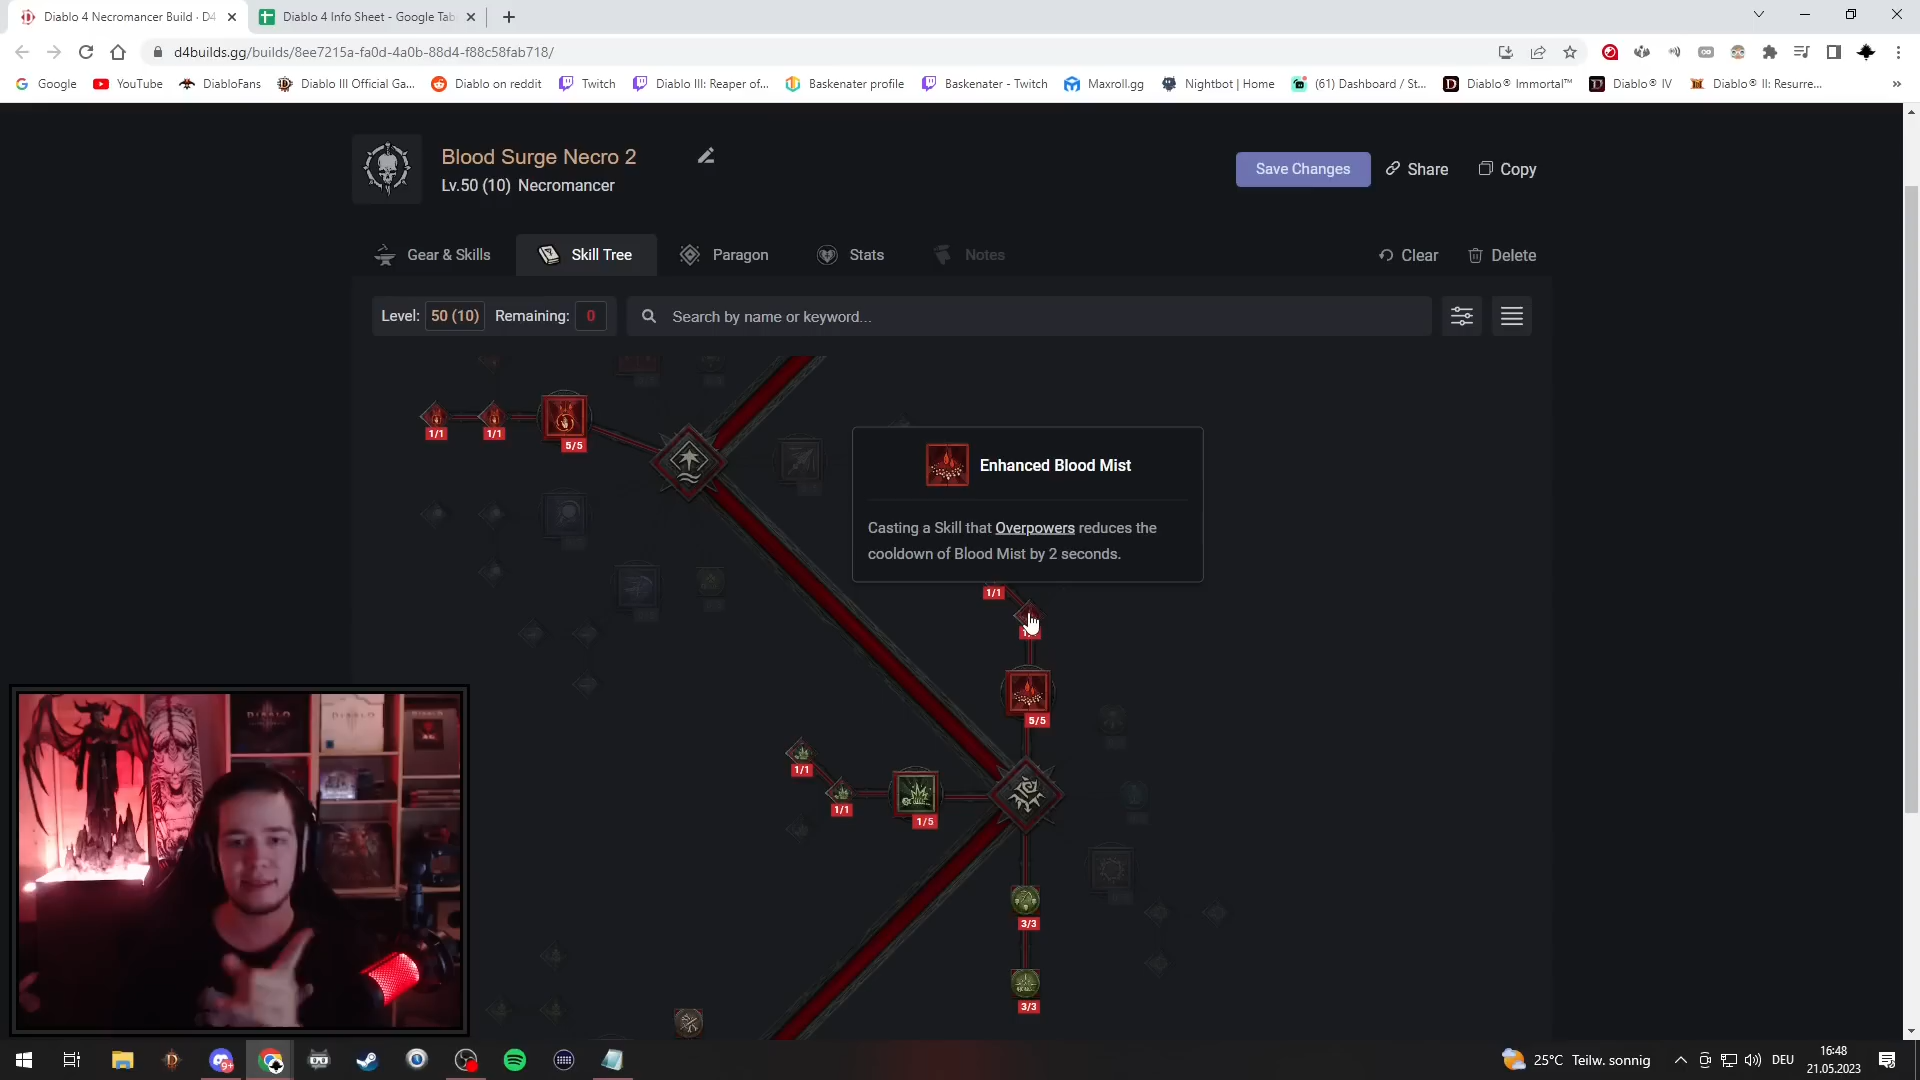 Diablo 4 Necromancer Build · D4
Diablo 4 Info Sheet - Google Tab
d4builds.gg/builds/8ee7215a-fa0d-4a0b-88d4-f88c58fab718/
Google
YouTube
DiabloFans
Diablo III Official Ga...
Diablo on reddit
Twitch
Diablo III: Reaper of...
Baskenater profile
Baskenater - Twitch
Maxroll.gg
Nightbot | Home
(61) Dashboard / St...
Diablo® Immortal™
Diablo® IV
Diablo® II: Resurre...
»
Blood Surge Necro 2
Lv.50 (10) Necromancer
Save Changes
Share
Copy
Gear & Skills
Skill Tree
Paragon
Stats
Notes
Clear
Delete
Level: 50 (10) Remaining: 0
Search by name or keyword...
1/1
1/1
5/5
Enhanced Blood Mist
Casting a Skill that Overpowers reduces the
cooldown of Blood Mist by 2 seconds.
1/1
5/5
1/1
1/1
1/5
3/3
3/3
DIABLO
9+
25°C Teilw. sonnig
DEU
16:48
21.05.2023